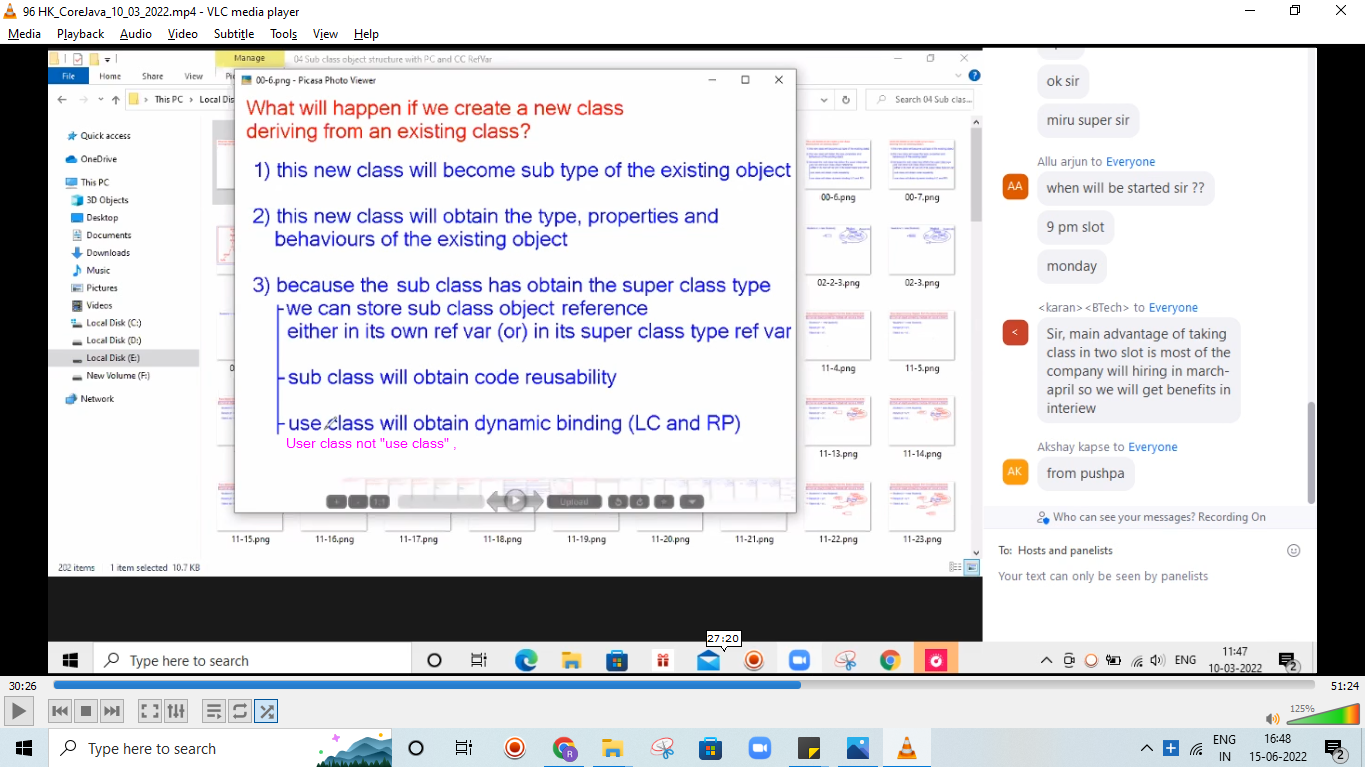 96 HK_CoreJava_10_03_2022.mp4 - VLC media player
Media Playback Audio Video Subtitle Tools View Help
Manage 04 Sub class object structure with PC and CC RefVar
File Home Share View
This PC Local Dis
Search 04 Sub clas...
Quick access
OneDrive
This PC
3D Objects
Desktop
Documents
Downloads
Music
Pictures
Videos
Local Disk (C:)
Local Disk (D:)
Local Disk (E:)
New Volume (F:)
Network
00-6.png - Picasa Photo Viewer
What will happen if we create a new class
deriving from an existing class?
1) this new class will become sub type of the existing object
2) this new class will obtain the type, properties and
behaviours of the existing object
3) because the sub class has obtain the super class type
we can store sub class object reference
either in its own ref var (or) in its super class type ref var
sub class will obtain code reusability
use class will obtain dynamic binding (LC and RP)
User class not "use class" ,
1:1 Upload
00-6.png 00-7.png
02-2-3.png 02-3.png
11-4.png 11-5.png
11-13.png 11-14.png
11-15.png 11-16.png 11-17.png 11-18.png 11-19.png 11-20.png 11-21.png 11-22.png 11-23.png
202 items 1 item selected 10.7 KB
ok sir
miru super sir
Allu arjun to Everyone
AA
when will be started sir ??
9 pm slot
monday
<karan><BTech> to Everyone
<
Sir, main advantage of taking
class in two slot is most of the
company will hiring in march-
april so we will get benefits in
interiew
Akshay kapse to Everyone
AK
from pushpa
Who can see your messages? Recording On
To: Hosts and panelists
Your text can only be seen by panelists
27:20
Type here to search
ENG
11:47
10-03-2022
2
30:26
51:24
125%
Type here to search
R
ENG
IN
16:48
15-06-2022
2